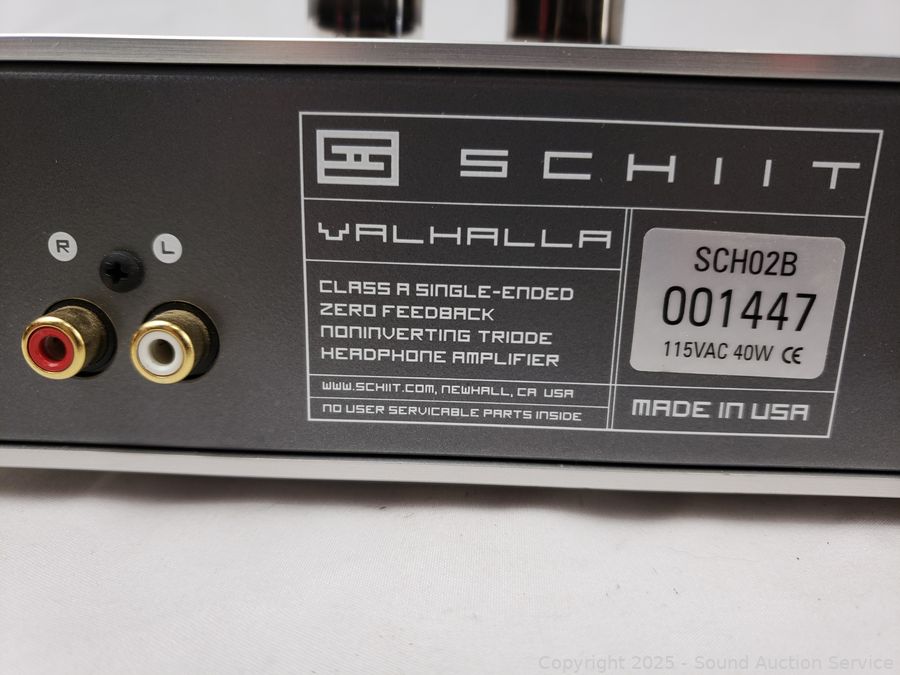 SCHIIT
R
L
VALHALLA
CLASS A SINGLE-ENDED
ZERO FEEDBACK
NONINVERTING TRIODE
HEADPHONE AMPLIFIER
WWW.SCHIIT.COM, NEWHALL, CA USA
NO USER SERVICABLE PARTS INSIDE
SCH02B
001447
115VAC 40W CE
MADE IN USA
Copyright 2025 - Sound Auction Service